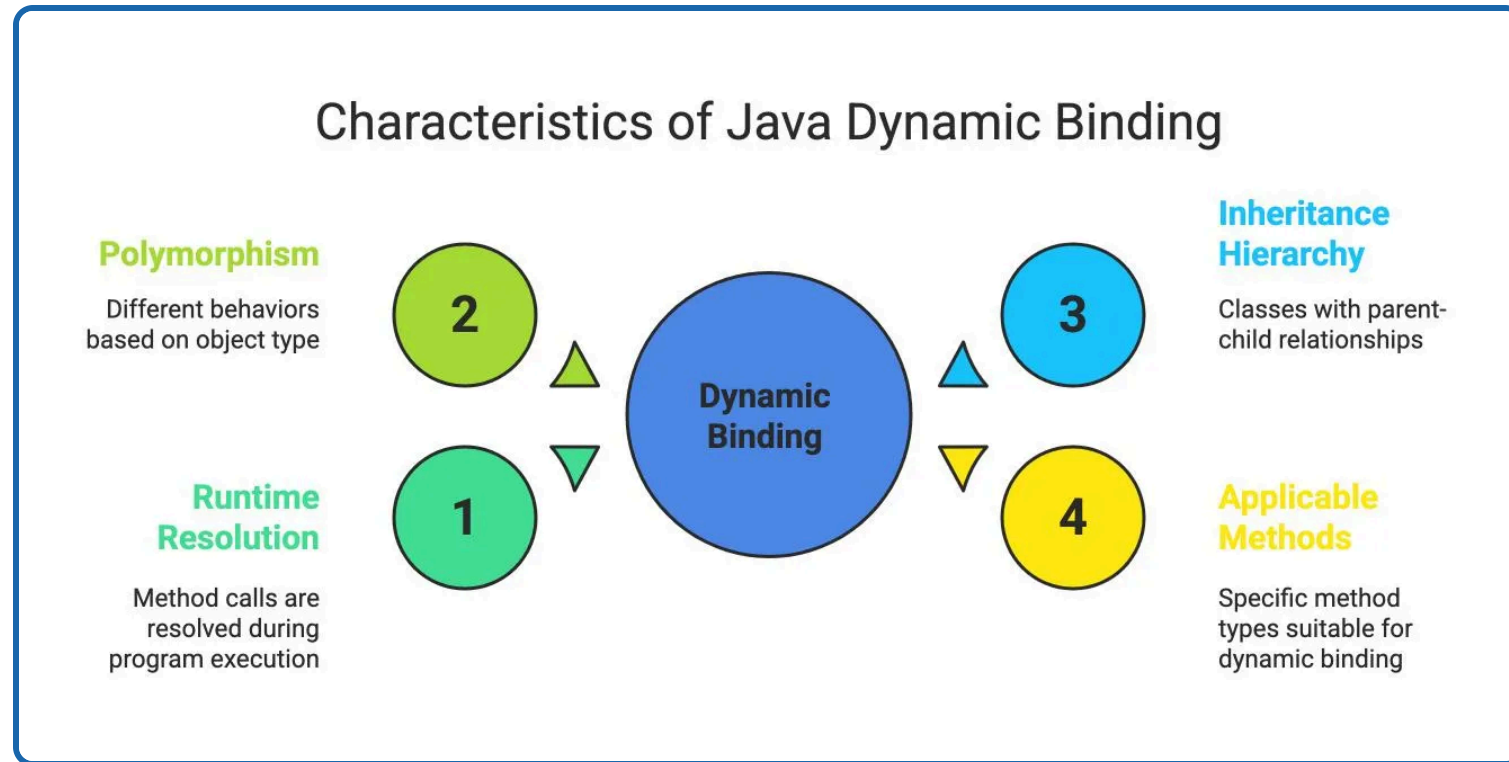 Characteristics of Java Dynamic Binding
Polymorphism
Different behaviors
based on object type
2
Runtime
Resolution
Method calls are
resolved during
program execution
1
Dynamic
Binding
3
Inheritance
Hierarchy
Classes with parent-
child relationships
4
Applicable
Methods
Specific method
types suitable for
dynamic binding